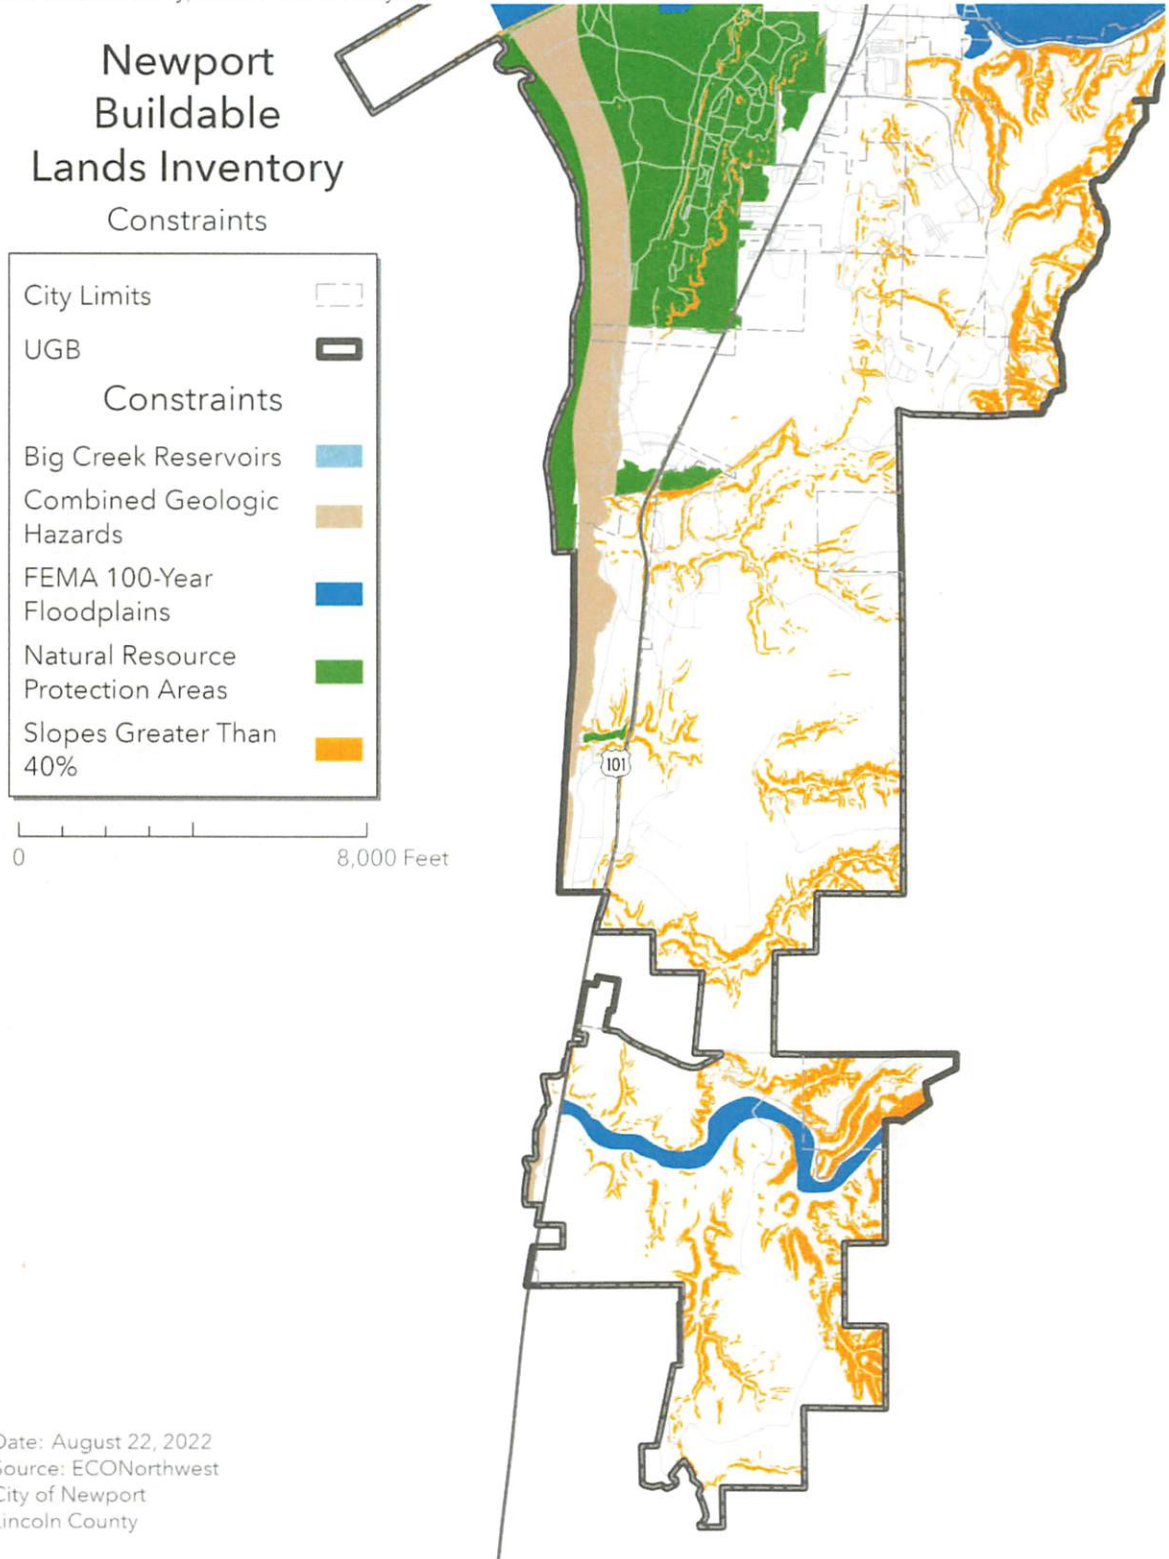 Newport
Buildable
Lands Inventory
Constraints
City Limits
UGB
Constraints
Big Creek Reservoirs
Combined Geologic
Hazards
FEMA 100-Year
Floodplains
Natural Resource
Protection Areas
Slopes Greater Than
40%
0 8,000 Feet
101
Date: August 22, 2022
Source: ECONorthwest
City of Newport
Lincoln County